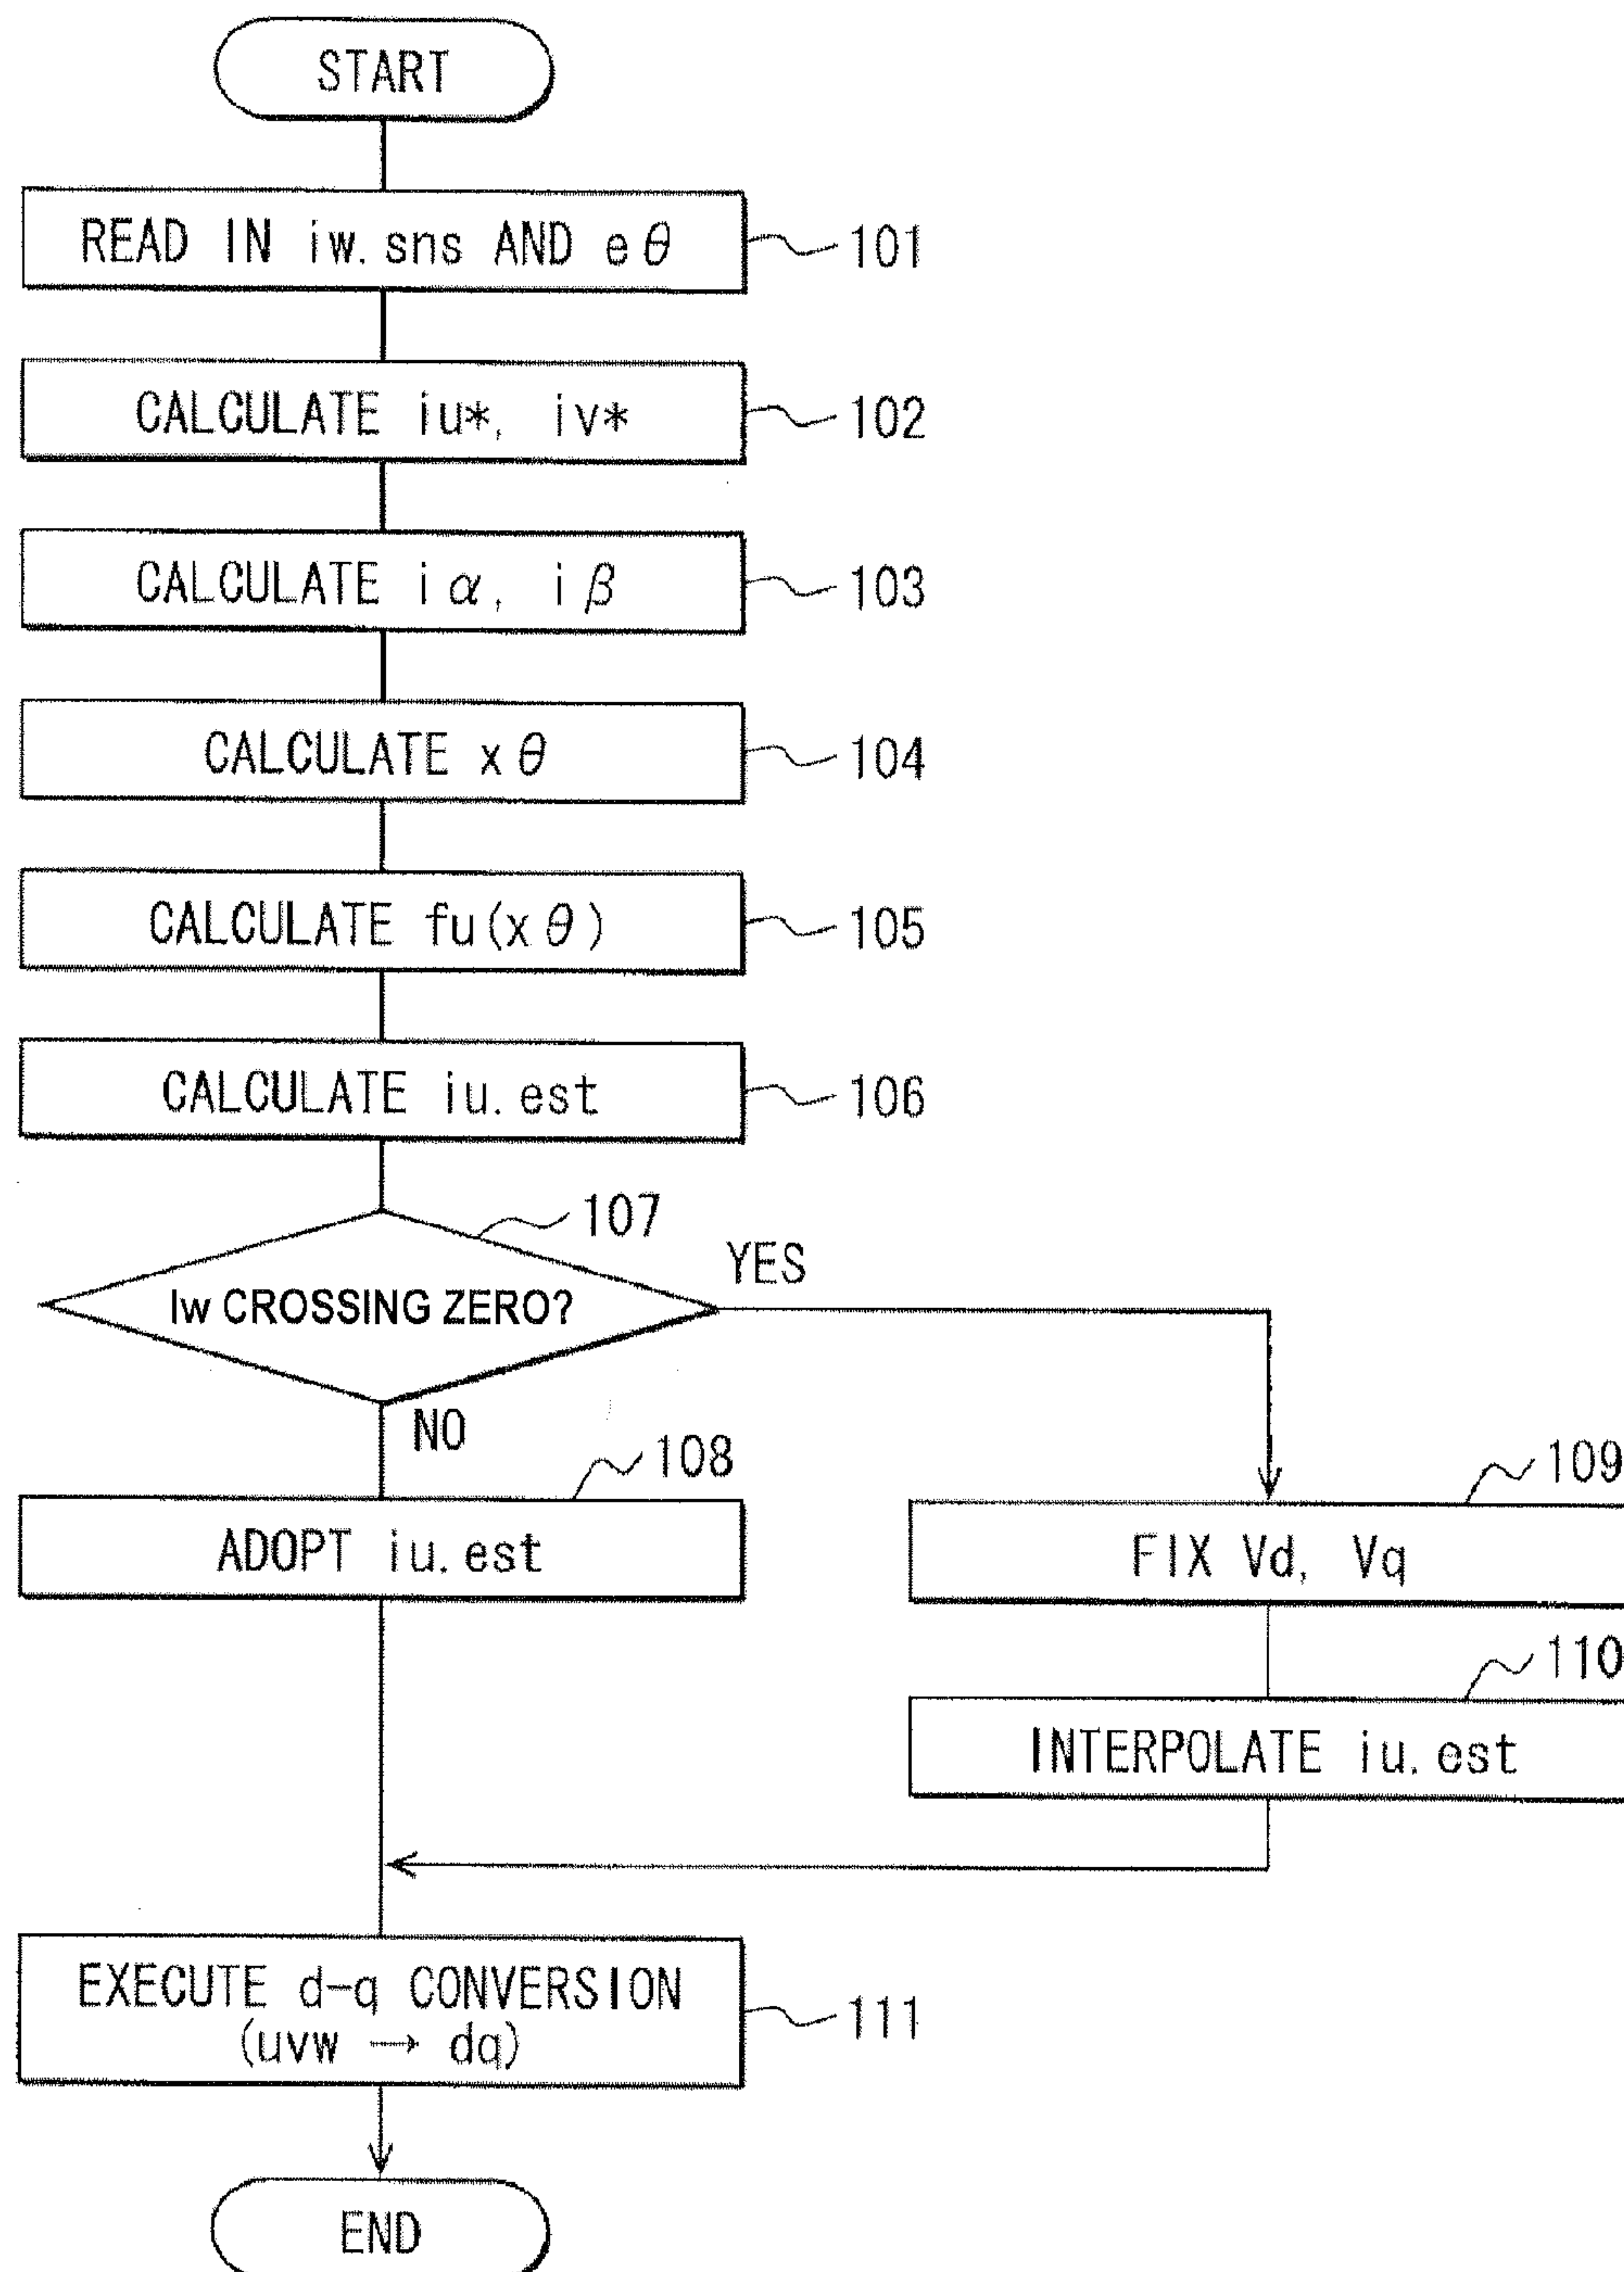 START
READ IN iw.sns AND eθ
101
CALCULATE iu*, iv*
102
CALCULATE iα, iβ
103
CALCULATE xθ
104
CALCULATE fu(xθ)
105
CALCULATE iu.est
106
107
Iw CROSSING ZERO?
YES
NO
108
ADOPT iu.est
109
FIX Vd, Vq
110
INTERPOLATE iu.est
EXECUTE d-q CONVERSION
(uvw → dq)
111
END